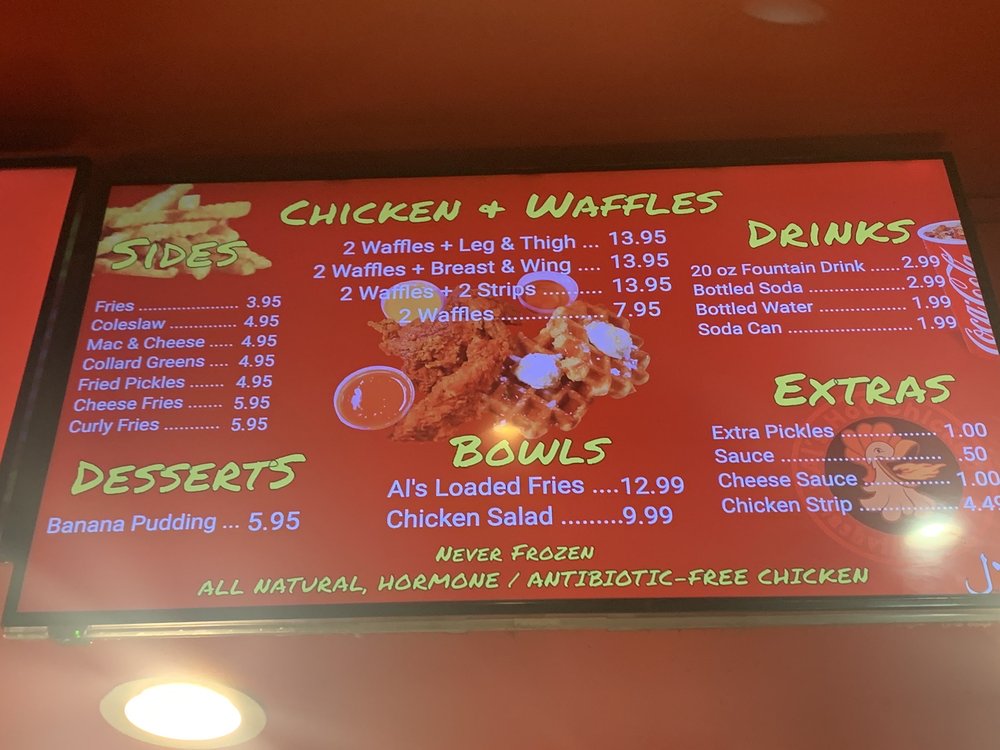 CHICKEN & WAFFLES
2 Waffles + Leg & Thigh ... 13.95
2 Waffles + Breast & Wing .... 13.95
2 Waffles + 2 Strips ............ 13.95
2 Waffles .................... 7.95
SIDES
Fries ........................ 3.95
Coleslaw .............. 4.95
Mac & Cheese ..... 4.95
Collard Greens .... 4.95
Fried Pickles ....... 4.95
Cheese Fries ....... 5.95
Curly Fries ........... 5.95
DESSERTS
Banana Pudding ... 5.95
BOWLS
Al's Loaded Fries ....12.99
Chicken Salad .........9.99
DRINKS
20 oz Fountain Drink ...... 2.99
Bottled Soda .................... 2.99
Bottled Water ................... 1.99
Soda Can ........................ 1.99
Coca-Cola
EXTRAS
Extra Pickles ................ 1.00
Sauce ............................. .50
Cheese Sauce .............. 1.00
Chicken Strip ................ 4.49
NEVER FROZEN
ALL NATURAL, HORMONE / ANTIBIOTIC-FREE CHICKEN